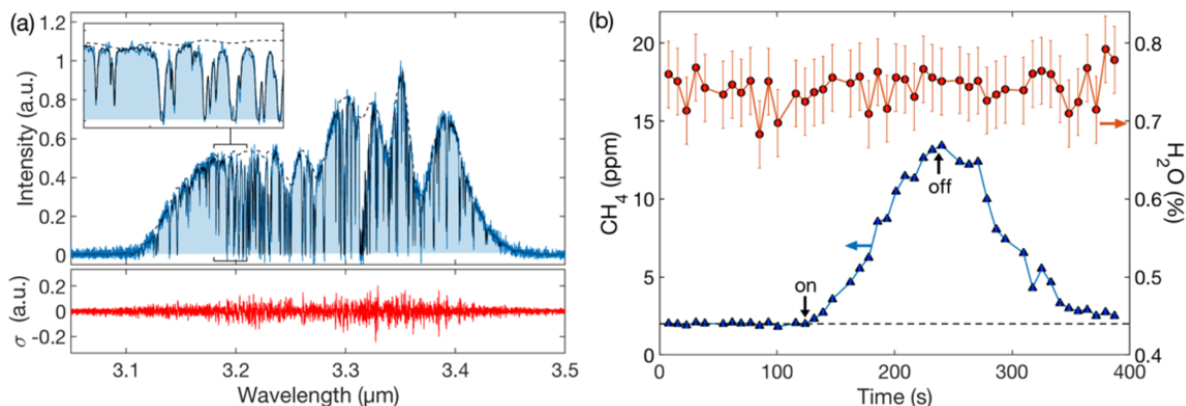 (a)
1.2
1
0.8
0.6
0.4
0.2
0
Intensity (a.u.)
0.2
0
-0.2
σ (a.u.)
3.1 3.2 3.3 3.4 3.5
Wavelength (μm)
(b)
20
15
10
5
0
CH4 (ppm)
on
off
0.8
0.7
0.6
0.5
0.4
H2O (%)
0 100 200 300 400
Time (s)